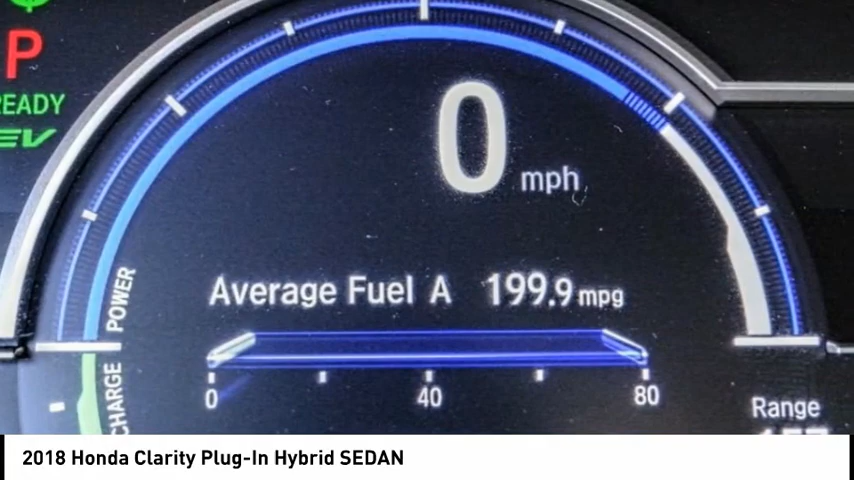 P
READY
EV
0 mph
POWER
Average Fuel A 199.9 mpg
CHARGE
0 40 80
Range
2018 Honda Clarity Plug-In Hybrid SEDAN